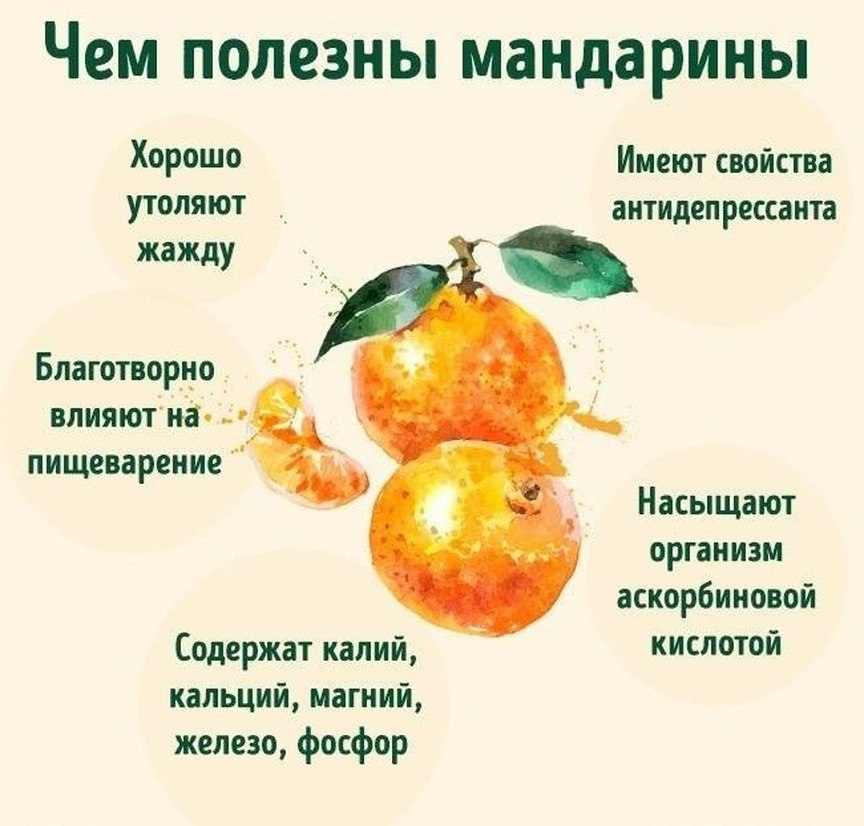 Чем полезны мандарины
Хорошо
утоляют
жажду
Имеют свойства
антидепрессанта
Благотворно
влияют на
пищеварение
Насыщают
организм
аскорбиновой
кислотой
Содержат калий,
кальций, магний,
железо, фосфор